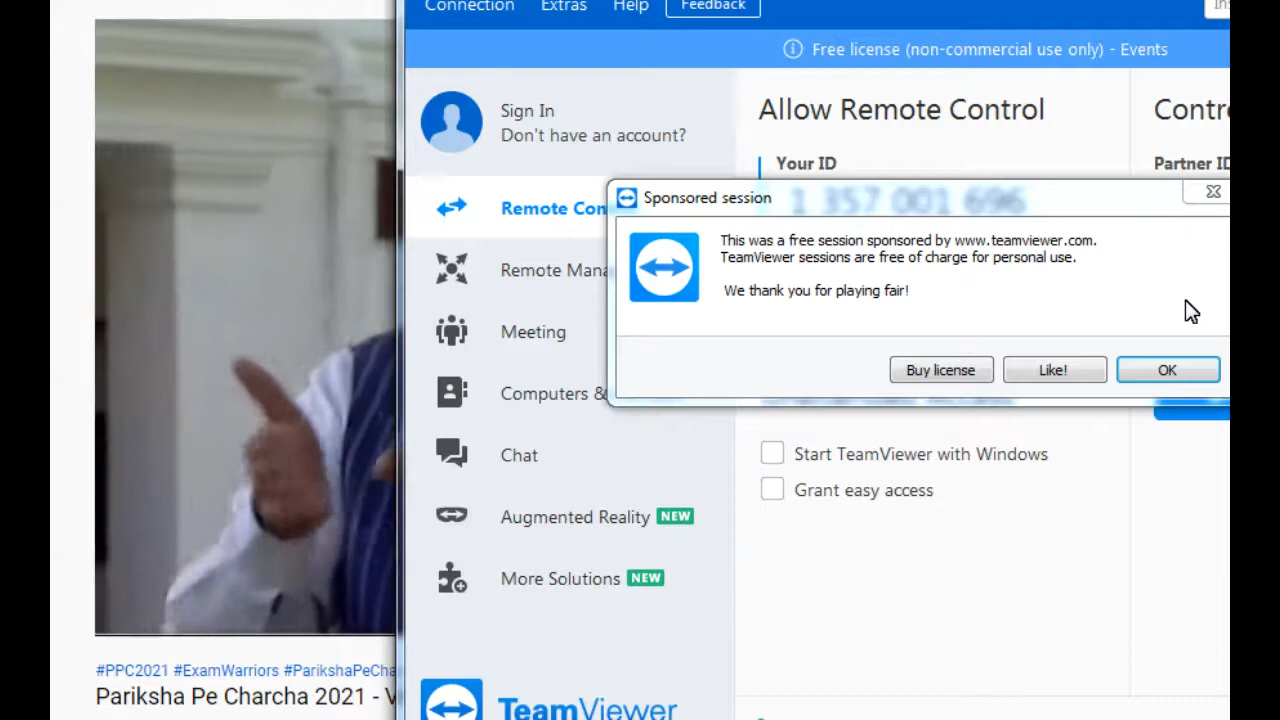 Connection Extras Help Feedback
Free license (non-commercial use only) - Events
Sign In
Don't have an account?
Allow Remote Control
Your ID
1 357 001 696
Partner ID
Sponsored session
This was a free session sponsored by www.teamviewer.com.
TeamViewer sessions are free of charge for personal use.
We thank you for playing fair!
Buy license Like! OK
Remote
Remote
Meeting
Computers &
Chat
Augmented Reality NEW
More Solutions NEW
Start TeamViewer with Windows
Grant easy access
TeamViewer
#PPC2021 #ExamWarriors
Pariksha Pe Charcha 2021 -